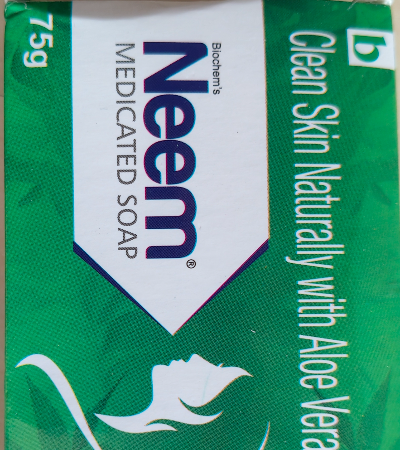 b
Clean Skin Naturally with Aloe Vera
Biochem's
Neem®
MEDICATED SOAP
75g